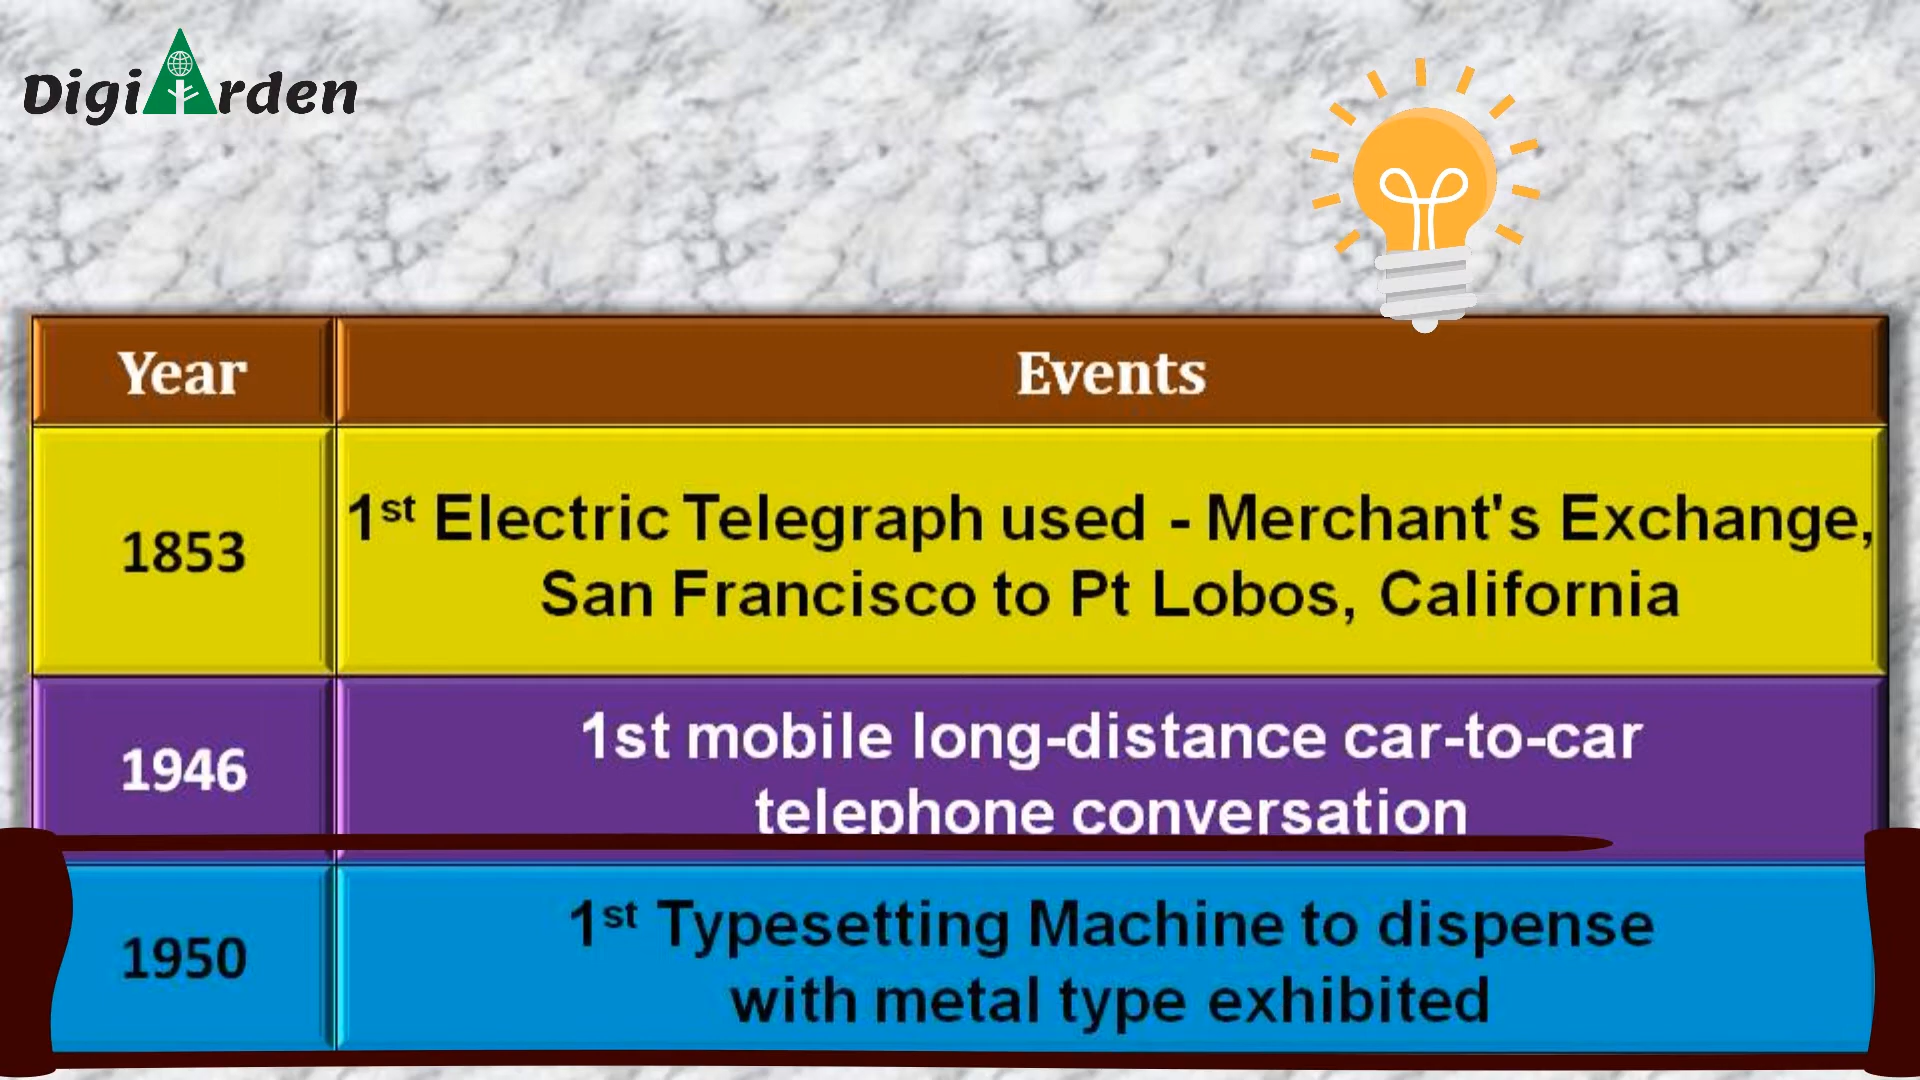 DigiArden
Year Events
1853
1st Electric Telegraph used - Merchant's Exchange,
San Francisco to Pt Lobos, California
1946
1st mobile long-distance car-to-car
telephone conversation
1950
1st Typesetting Machine to dispense
with metal type exhibited